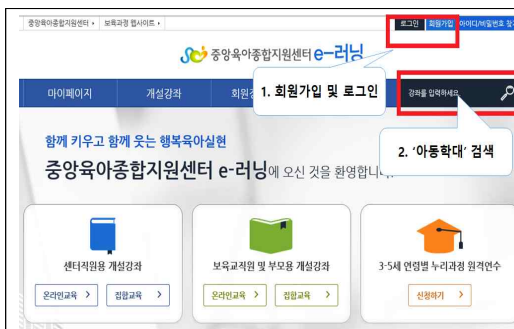 중앙육아종합지원센터 보육과정 웹사이트
로그인 회원가입 아이디/비밀번호 찾기
중앙육아종합지원센터 e-러닝
마이페이지 개설강좌 강좌를 입력하세요
1. 회원가입 및 로그인
2. '아동학대' 검색
함께 키우고 함께 웃는 행복육아실현
중앙육아종합지원센터 e-러닝에 오신 것을 환영합니다.
센터직원용 개설강좌
온라인교육 > 집합교육 >
보육교직원 및 부모용 개설강좌
온라인교육 > 집합교육 >
3-5세 연령별 누리과정 원격연수
신청하기 >